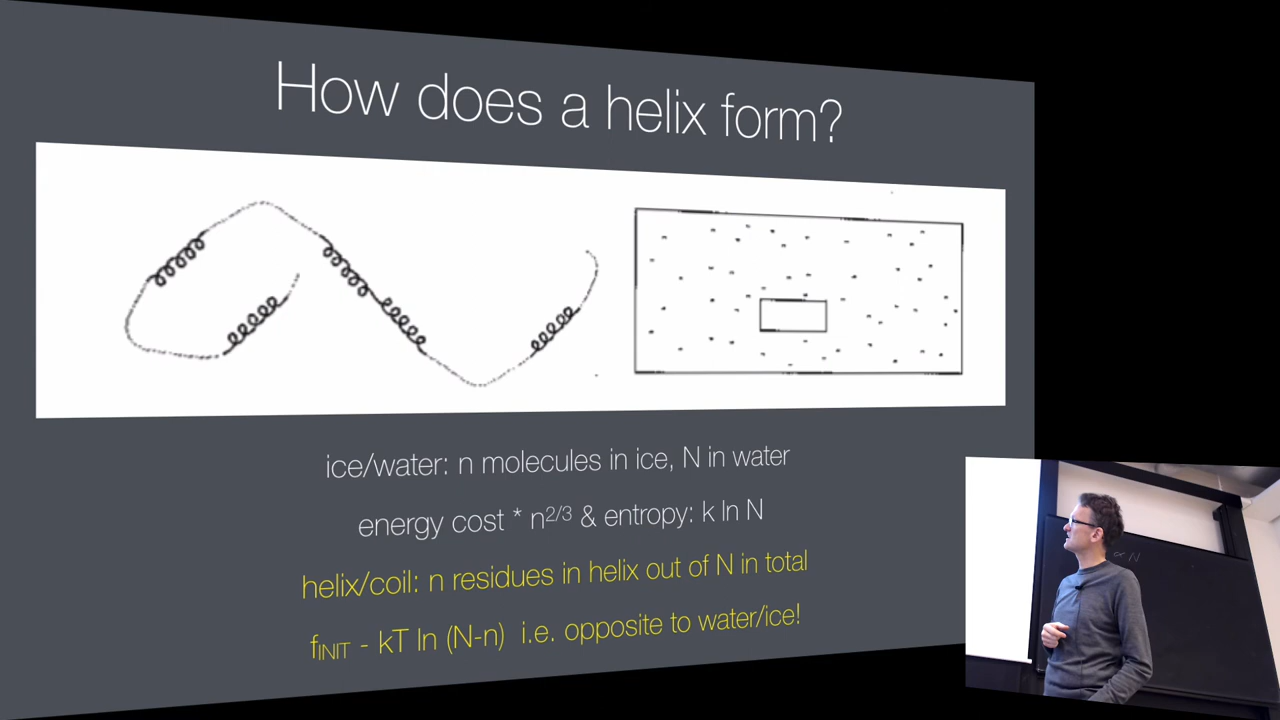 How does a helix form?
ice/water: n molecules in ice, N in water
energy cost * n2/3 & entropy: k ln N
helix/coil: n residues in helix out of N in total
fINIT - kT ln (N-n) i.e. opposite to water/ice!
∝ N